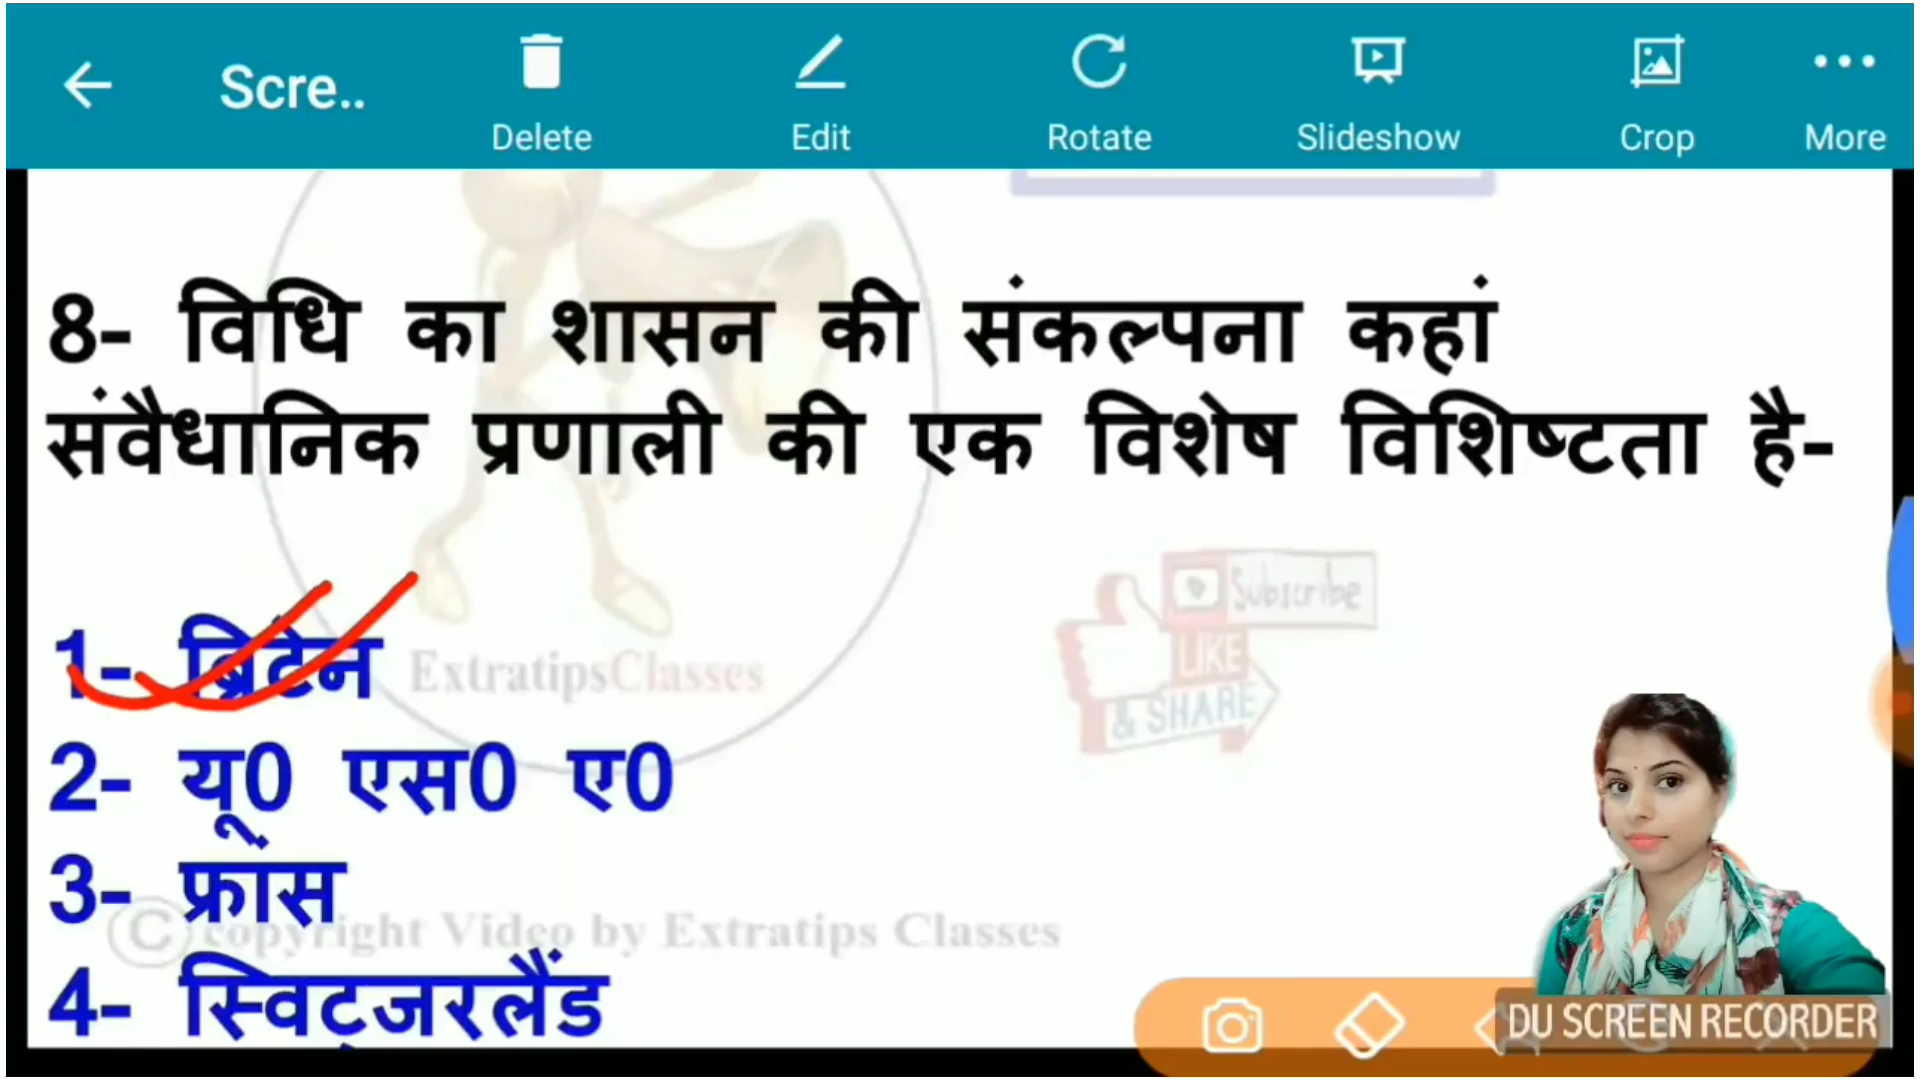 Scre..
Delete
Edit
Rotate
Slideshow
Crop
More
8- विधि का शासन की संकल्पना कहां
संवैधानिक प्रणाली की एक विशेष विशिष्टता है-
Subscribe
LIKE
& SHARE
1- ब्रिटेन
ExtratipsClasses
2- यू0 एस0 ए0
3- फ्रांस
© copyright Video by Extratips Classes
4- स्विट्जरलैंड
DU SCREEN RECORDER